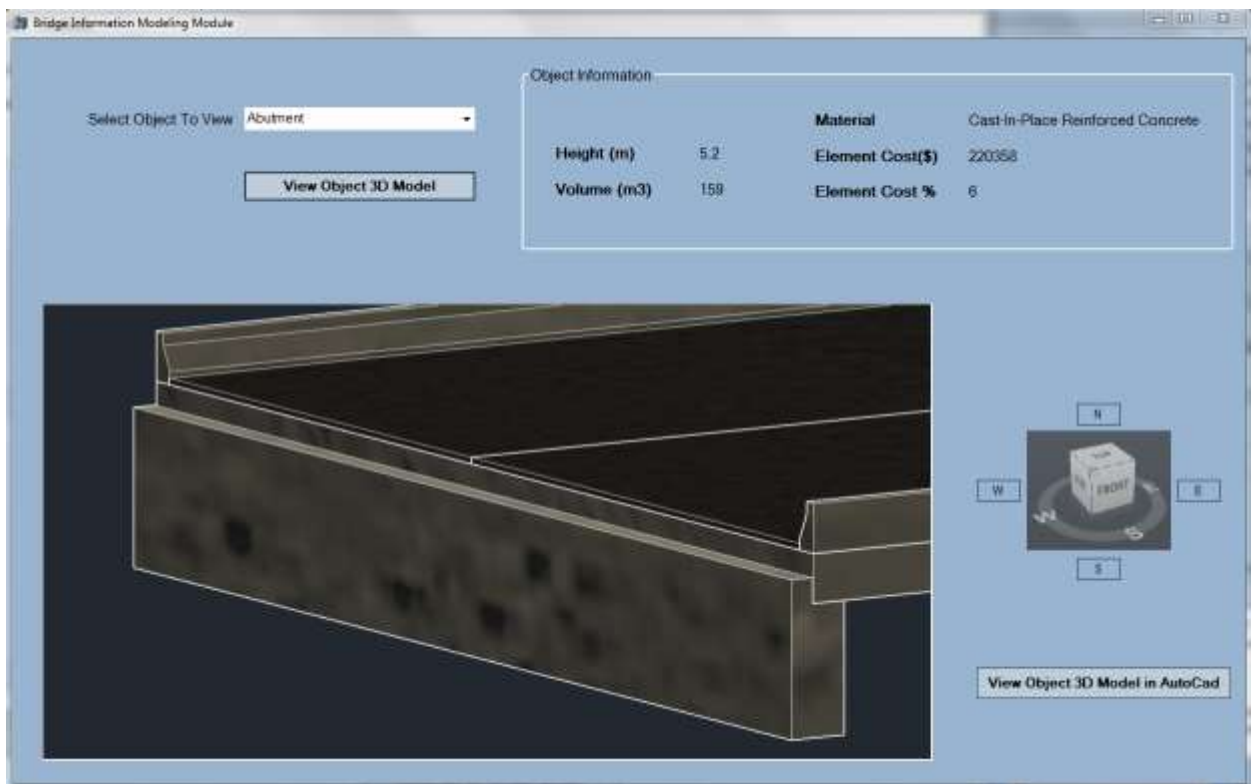 Bridge Information Modeling Module
Object Information
Select Object To View Abutment
Material Cast-In-Place Reinforced Concrete
Height (m) 5.2 Element Cost($) 220358
View Object 3D Model
Volume (m3) 159 Element Cost % 6
N
W
FRONT
S
View Object 3D Model in AutoCad